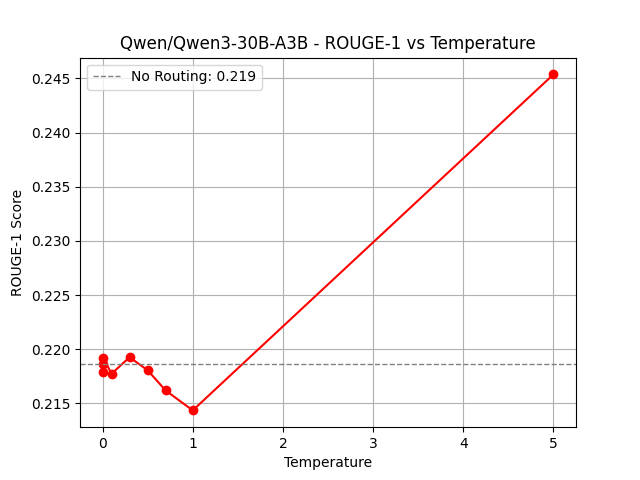 Qwen/Qwen3-30B-A3B - ROUGE-1 vs Temperature
No Routing: 0.219
ROUGE-1 Score
0.245
0.240
0.235
0.230
0.225
0.220
0.215
0 1 2 3 4 5
Temperature